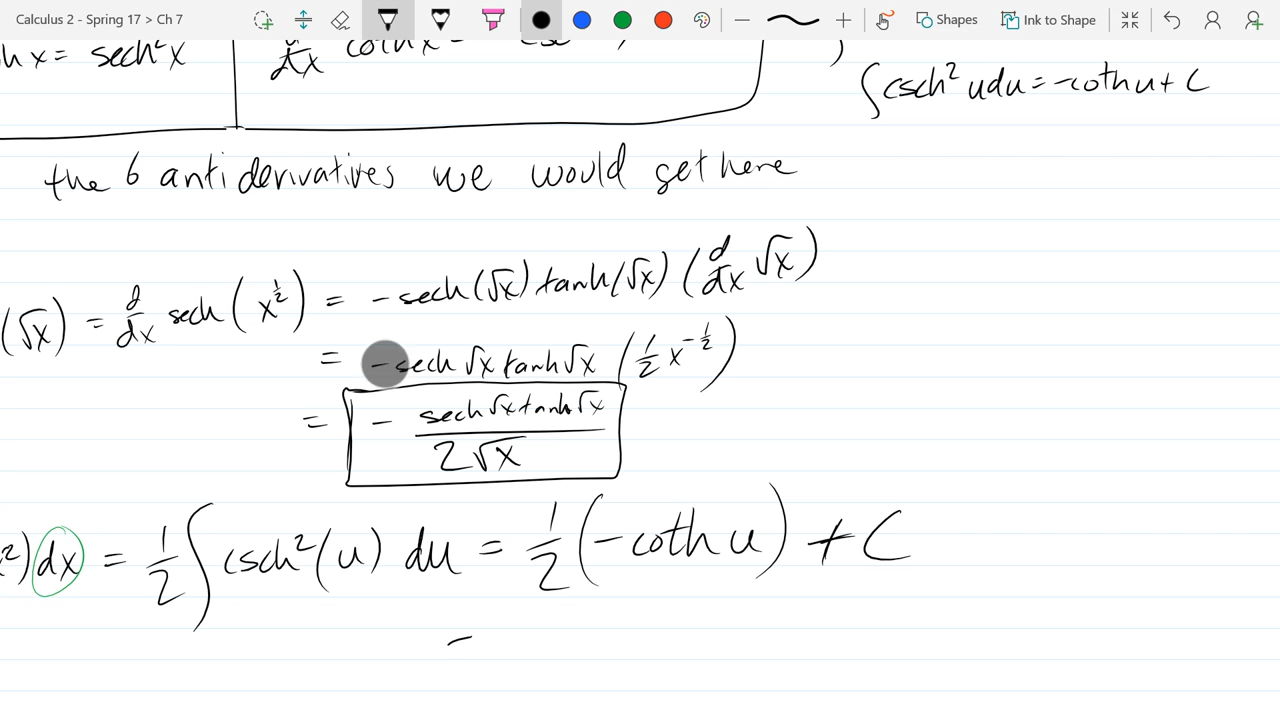 Calculus 2 - Spring 17 > Ch 7
Shapes
Ink to Shape
h x = sech²x
d/dx coth x =
∫ csch² u du = -coth u + C
the 6 antiderivatives we would get here
(√x) = d/dx sech(x^½) = - sech(√x) tanh(√x) (d/dx √x)
= - sech √x tanh √x (½ x^-½)
= - sech √x tanh √x / 2√x
²) dx = ½ ∫ csch²(u) du = ½ (- coth u) + C